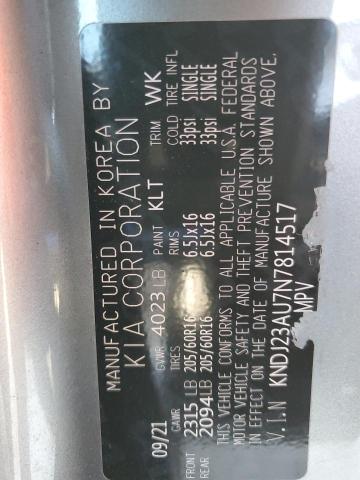 MANUFACTURED IN KOREA BY
KIA CORPORATION
GVWR PAINT TRIM
09/21 4023 LB KLT WK
GAWR TIRES RIMS COLD TIRE INFL
FRONT 2315 LB 205/60R16 6.5Jx16 33psi SINGLE
REAR 2094LB 205/60R16 6.5Jx16 33psi SINGLE
THIS VEHICLE CONFORMS TO ALL APPLICABLE U.S.A. FEDERAL
MOTOR VEHICLE SAFETY AND THEFT PREVENTION STANDARDS
IN EFFECT ON THE DATE OF MANUFACTURE SHOWN ABOVE.
V.I.N KNDJ23AU7N7814517
MPV